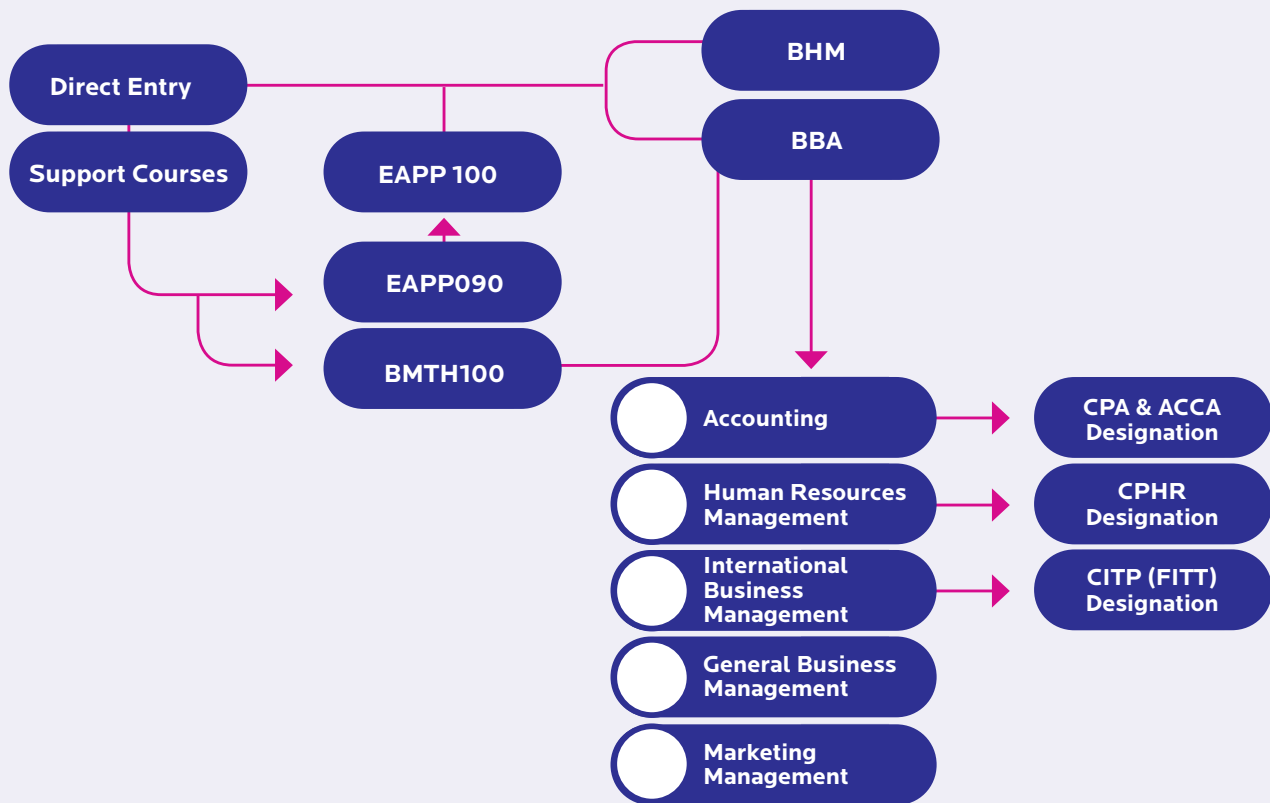 Direct Entry
Support Courses
EAPP 100
EAPP090
BMTH100
BHM
BBA
Accounting
Human Resources
Management
International
Business
Management
General Business
Management
Marketing
Management
CPA & ACCA
Designation
CPHR
Designation
CITP (FITT)
Designation